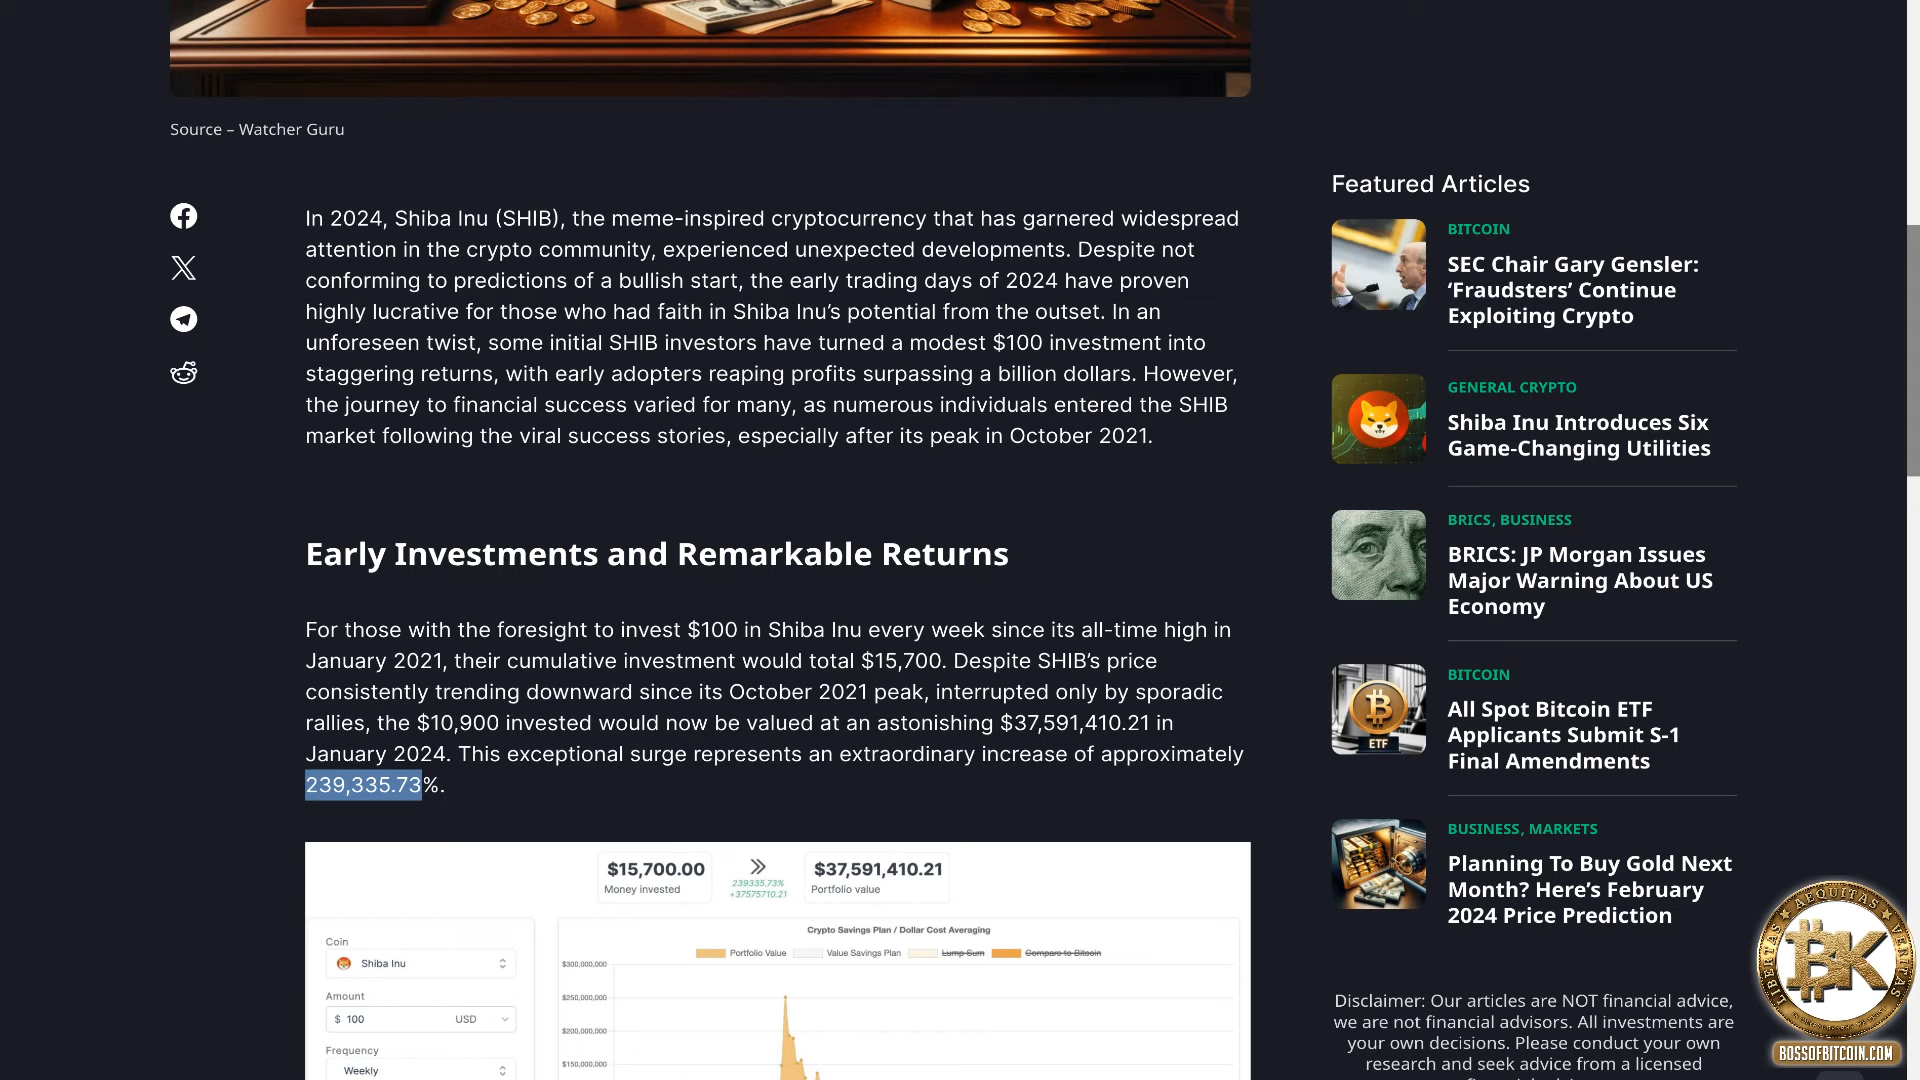 Source – Watcher Guru
In 2024, Shiba Inu (SHIB), the meme-inspired cryptocurrency that has garnered widespread
attention in the crypto community, experienced unexpected developments. Despite not
conforming to predictions of a bullish start, the early trading days of 2024 have proven
highly lucrative for those who had faith in Shiba Inu’s potential from the outset. In an
unforeseen twist, some initial SHIB investors have turned a modest $100 investment into
staggering returns, with early adopters reaping profits surpassing a billion dollars. However,
the journey to financial success varied for many, as numerous individuals entered the SHIB
market following the viral success stories, especially after its peak in October 2021.
Early Investments and Remarkable Returns
For those with the foresight to invest $100 in Shiba Inu every week since its all-time high in
January 2021, their cumulative investment would total $15,700. Despite SHIB’s price
consistently trending downward since its October 2021 peak, interrupted only by sporadic
rallies, the $10,900 invested would now be valued at an astonishing $37,591,410.21 in
January 2024. This exceptional surge represents an extraordinary increase of approximately
239,335.73%.
$15,700.00
Money invested
239335.73%
+37575710.21
$37,591,410.21
Portfolio value
Coin
Shiba Inu
Amount
$ 100 USD
Frequency
Weekly
Crypto Savings Plan / Dollar Cost Averaging
Portfolio Value Value Savings Plan Lump Sum Compare to Bitcoin
$300,000,000
$250,000,000
$200,000,000
$150,000,000
Featured Articles
BITCOIN
SEC Chair Gary Gensler:
‘Fraudsters’ Continue
Exploiting Crypto
GENERAL CRYPTO
Shiba Inu Introduces Six
Game-Changing Utilities
BRICS, BUSINESS
BRICS: JP Morgan Issues
Major Warning About US
Economy
BITCOIN
All Spot Bitcoin ETF
Applicants Submit S-1
Final Amendments
ETF
BUSINESS, MARKETS
Planning To Buy Gold Next
Month? Here’s February
2024 Price Prediction
Disclaimer: Our articles are NOT financial advice,
we are not financial advisors. All investments are
your own decisions. Please conduct your own
research and seek advice from a licensed
LIBERTAS AEQUITAS VERITAS
BK
BOSSOFBITCOIN.COM